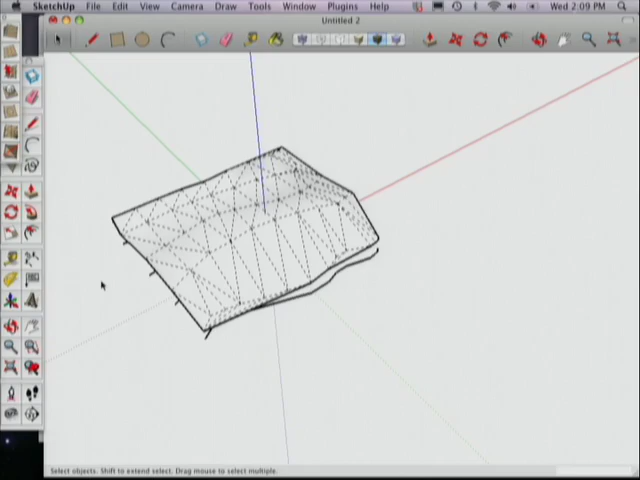 SketchUp File Edit View Camera Draw Tools Window Plugins Help Wed 2:09 PM
Untitled 2
Select objects. Shift to extend select. Drag mouse to select multiple.